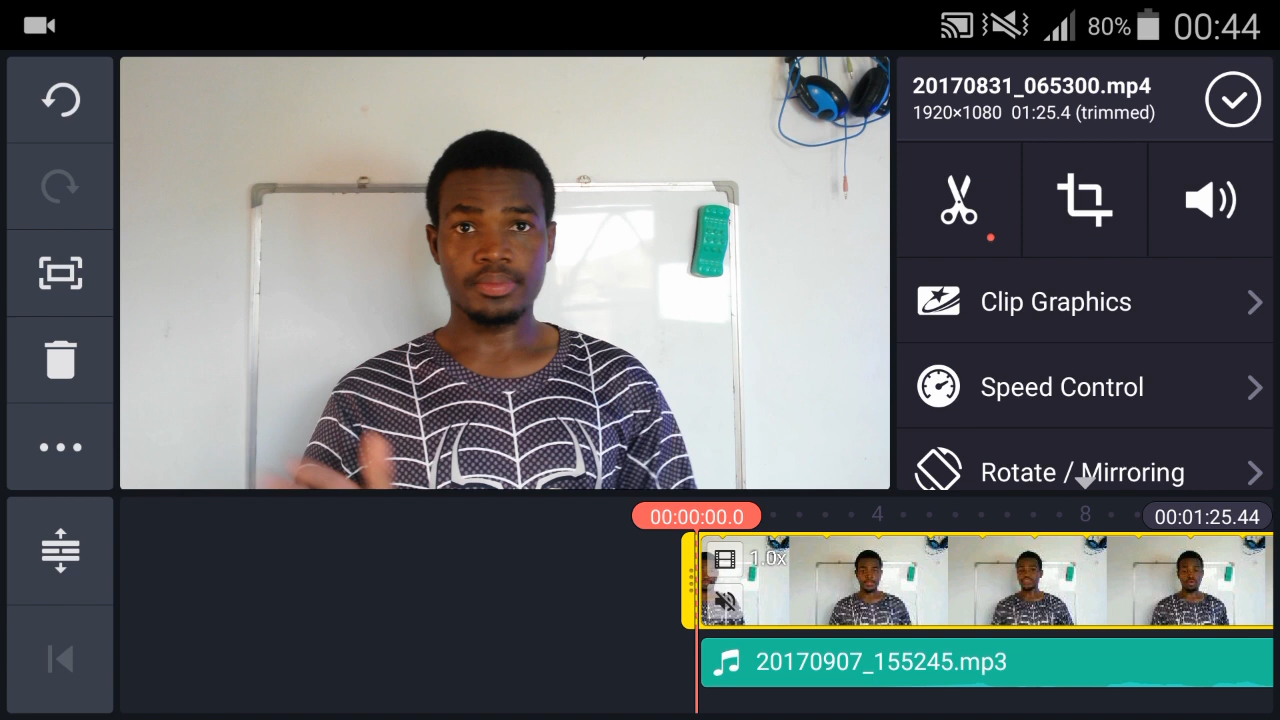 80% 00:44
20170831_065300.mp4
1920×1080 01:25.4 (trimmed)
Clip Graphics
Speed Control
Rotate / Mirroring
00:00:00.0 4 8 00:01:25.44
1.0x
20170907_155245.mp3